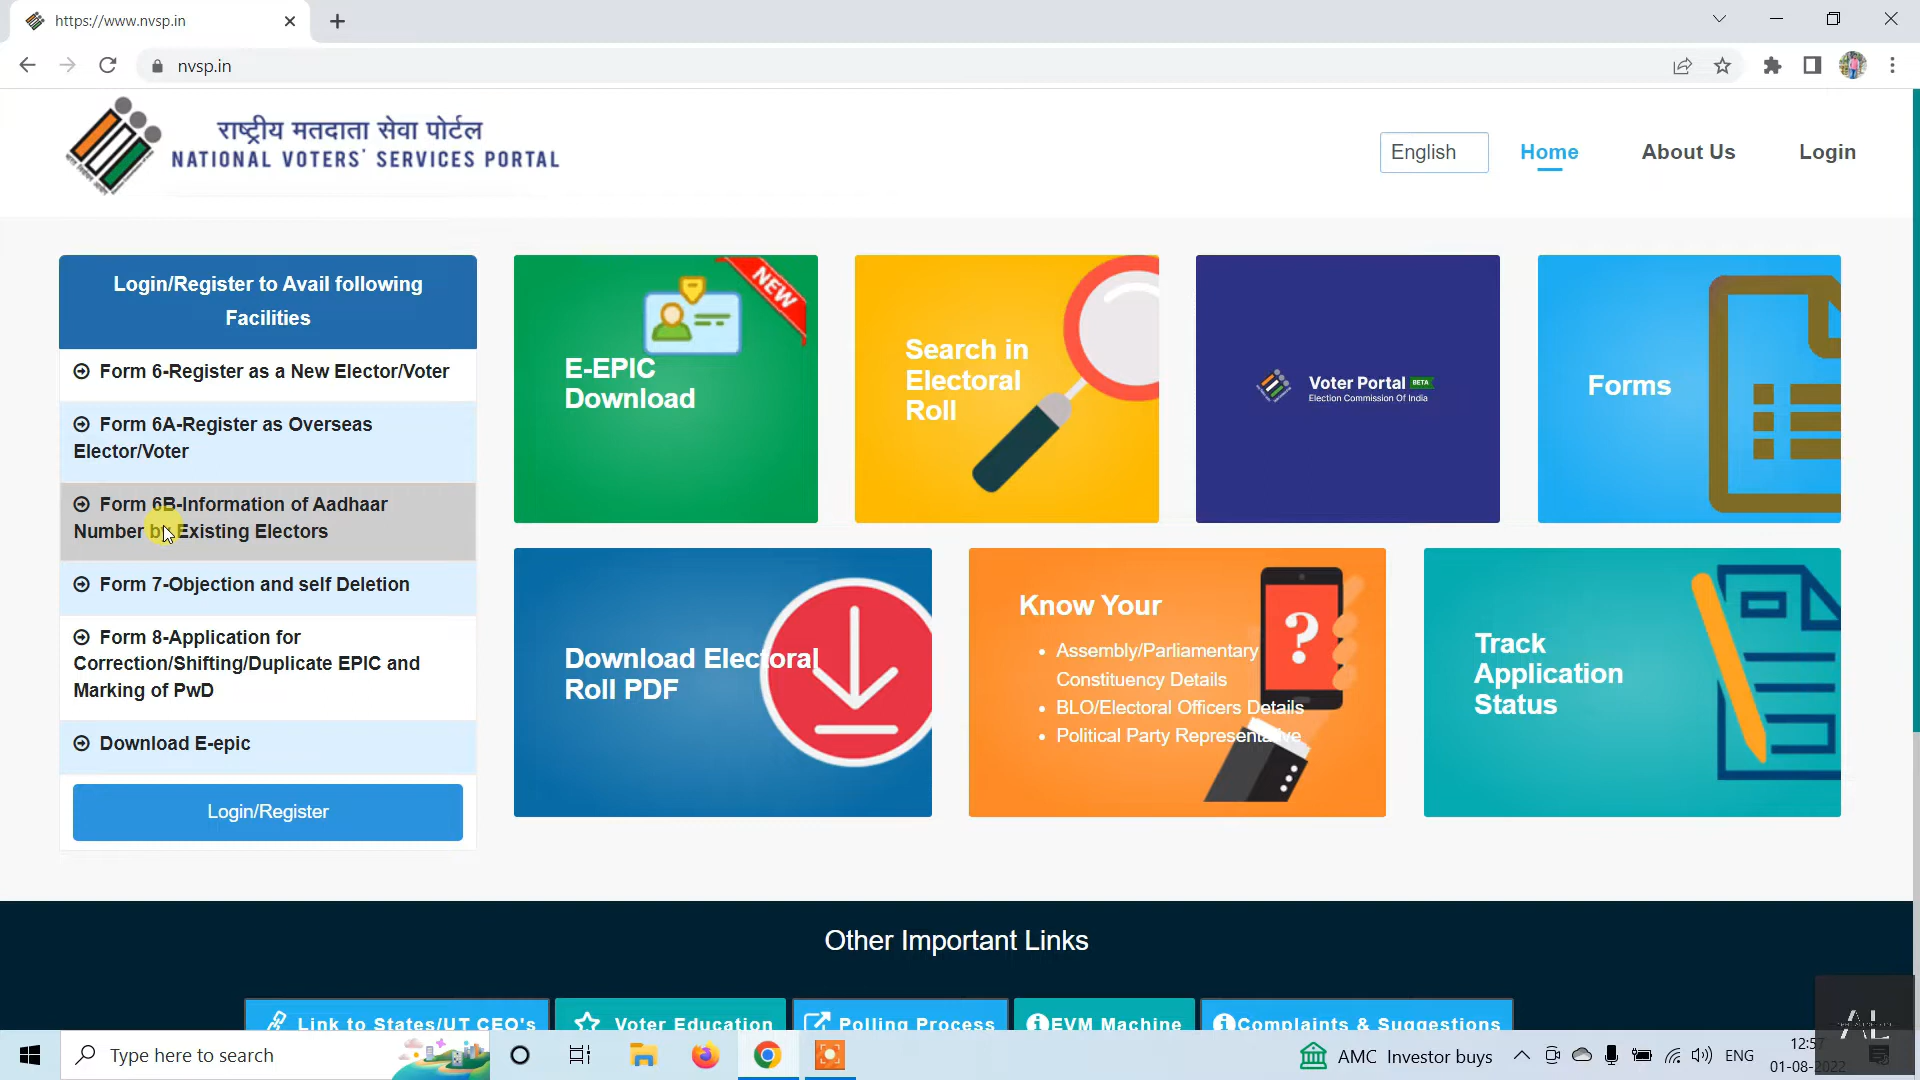 https://www.nvsp.in
nvsp.in
राष्ट्रीय मतदाता सेवा पोर्टल
NATIONAL VOTERS' SERVICES PORTAL
English
Home
About Us
Login
Login/Register to Avail following
Facilities
Form 6-Register as a New Elector/Voter
Form 6A-Register as Overseas
Elector/Voter
Form 6B-Information of Aadhaar
Number by Existing Electors
Form 7-Objection and self Deletion
Form 8-Application for
Correction/Shifting/Duplicate EPIC and
Marking of PwD
Download E-epic
Login/Register
NEW
E-EPIC
Download
Search in
Electoral
Roll
Voter Portal BETA
Election Commission Of India
Forms
Download Electoral
Roll PDF
Know Your
• Assembly/Parliamentary
Constituency Details
• BLO/Electoral Officers Details
• Political Party Representative
?
Track
Application
Status
Other Important Links
Link to States/UT CEO's
Voter Education
Polling Process
EVM Machine
Complaints & Suggestions
Type here to search
AMC Investor buys
ENG
12:57
01-08-2022
AL